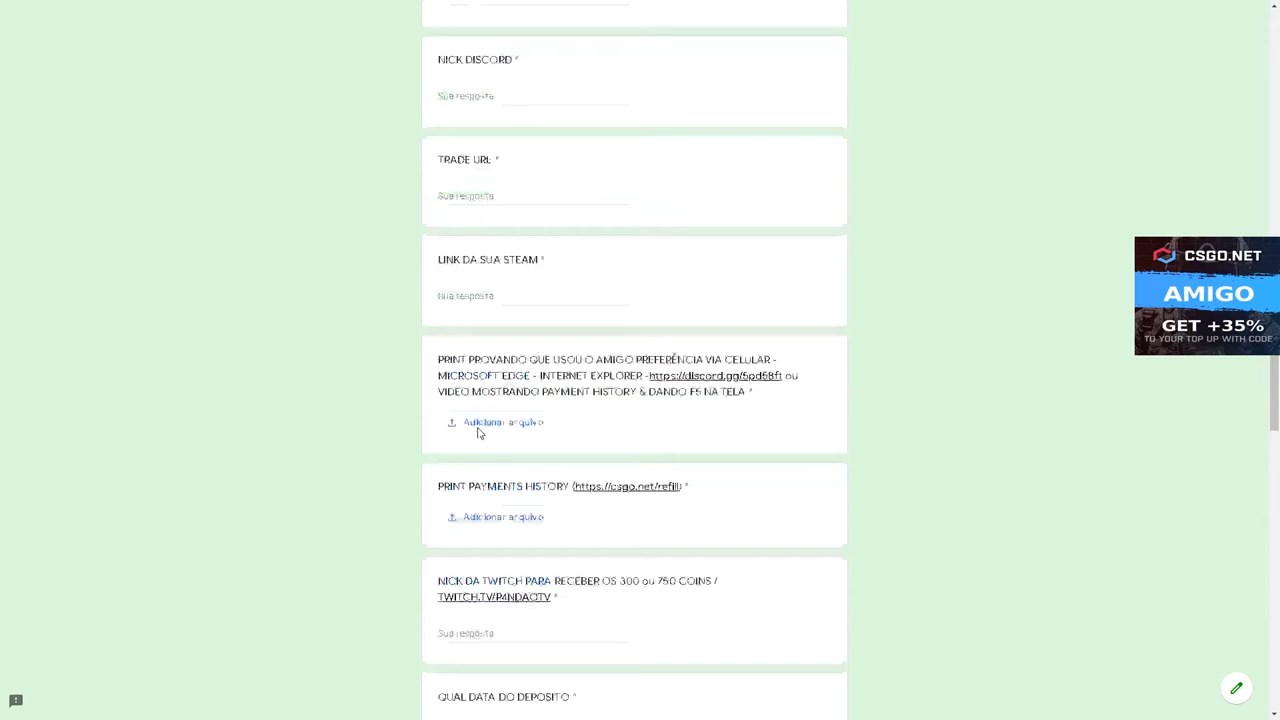 NICK DISCORD *
Sua resposta
TRADE URL *
Sua resposta
LINK DA SUA STEAM *
Sua resposta
PRINT PROVANDO QUE USOU O AMIGO PREFERÊNCIA VIA CELULAR -
MICROSOFT EDGE - INTERNET EXPLORER - ou
VIDEO MOSTRANDO PAYMENT HISTORY & DANDO F5 NA TELA *
Adicionar arquivo
PRINT PAYMENTS HISTORY (https://csgo.net/refill) *
Adicionar arquivo
NICK DA TWITCH PARA RECEBER OS 300 ou 750 COINS /
TWITCH.TV/P4NDAOTV *
Sua resposta
QUAL DATA DO DEPOSITO *
CSGO.NET
AMIGO
GET +35%
TO YOUR TOP UP WITH CODE